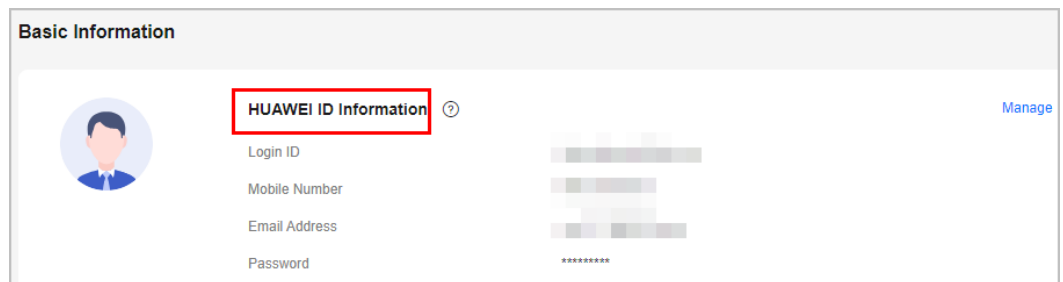 Basic Information
HUAWEI ID Information ?
Manage
Login ID
Mobile Number
Email Address
Password *********